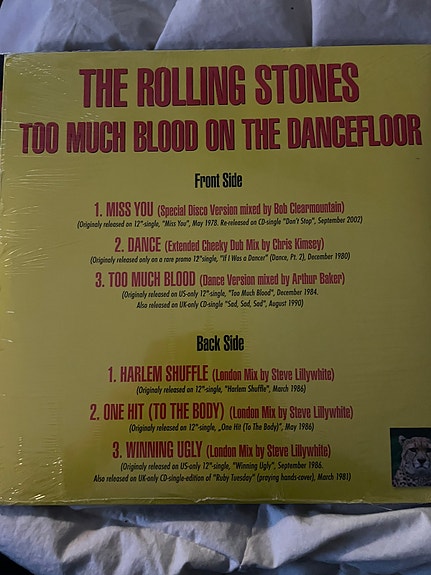 THE ROLLING STONES
TOO MUCH BLOOD ON THE DANCEFLOOR
Front Side
1. MISS YOU (Special Disco Version mixed by Bob Clearmountain)
(Originaly released on 12"-single, "Miss You", May 1978. Re-released on CD-single "Don't Stop", September 2002)
2. DANCE (Extended Cheeky Dub Mix by Chris Kimsey)
(Originaly released only on a rare promo 12"single, "If I Was a Dancer" (Dance, Pt. 2), December 1980)
3. TOO MUCH BLOOD (Dance Version mixed by Arthur Baker)
(Originaly released on US-only 12"-single, "Too Much Blood", December 1984.
Also released on UK-only CD-single "Sad, Sad, Sad", August 1990)
Back Side
1. HARLEM SHUFFLE (London Mix by Steve Lillywhite)
(Originaly released on 12"-single, "Harlem Shuffle", March 1986)
2. ONE HIT (TO THE BODY) (London Mix by Steve Lillywhite)
(Originaly released on 12"-single, „One Hit (To The Body)", May 1986)
3. WINNING UGLY (London Mix by Steve Lillywhite)
(Originaly released on US-only 12"-single, "Winning Ugly", September 1986.
Also released on UK-only CD-single-edition of "Ruby Tuesday" (praying hands-cover), March 1981)